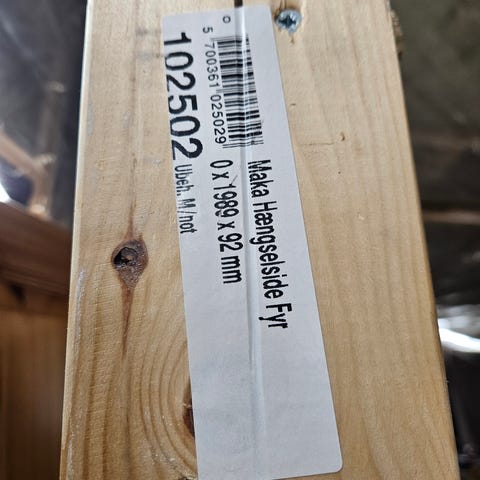 Maka Hængselside Fyr
0 x 1989 x 92 mm
5 700361 025029
102502 Ubeh. M/not